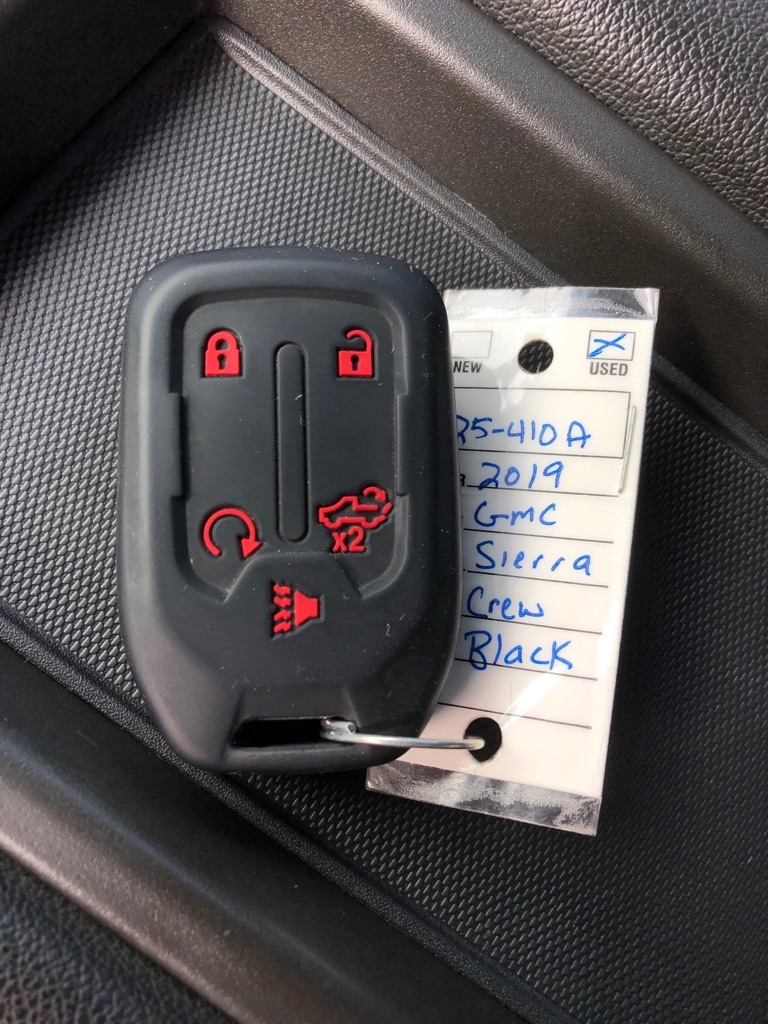 NEW
USED
25-410A
2019
GMC
Sierra
Crew
Black
x2